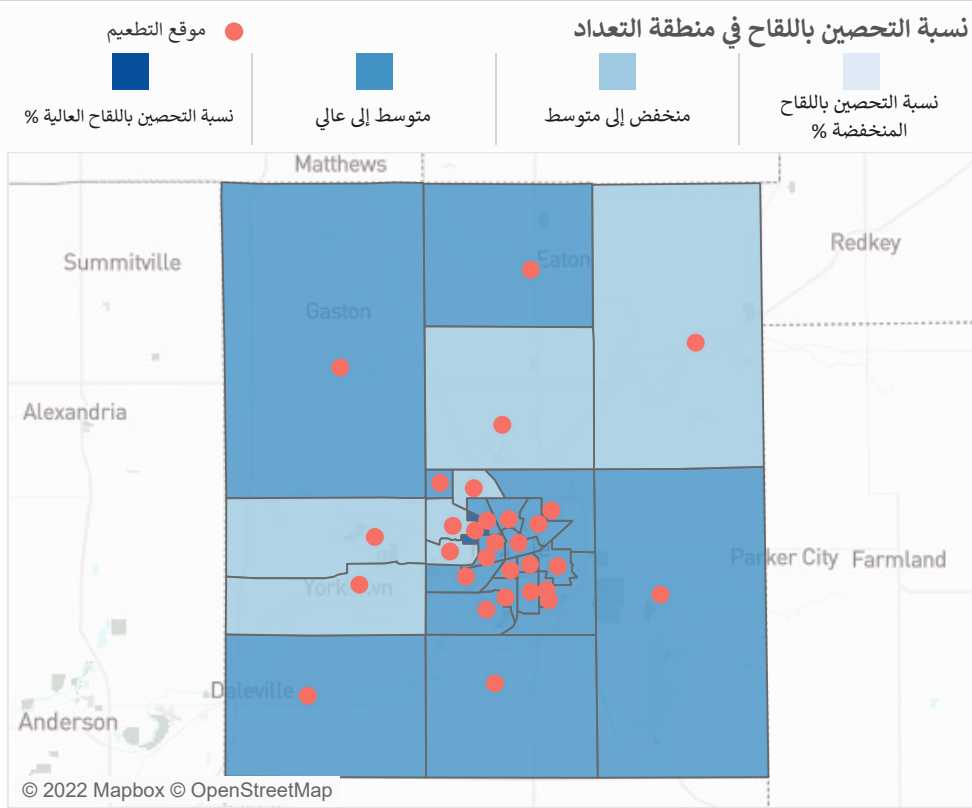 نسبة التحصين باللقاح في منطقة التعداد
موقع التطعيم
نسبة التحصين باللقاح
المنخفضة %
منخفض إلى متوسط
متوسط إلى عالي
نسبة التحصين باللقاح العالية %
Matthews
Summitville
Eaton
Redkey
Gaston
Alexandria
Parker City
Farmland
Yorktown
Daleville
Anderson
© 2022 Mapbox © OpenStreetMap